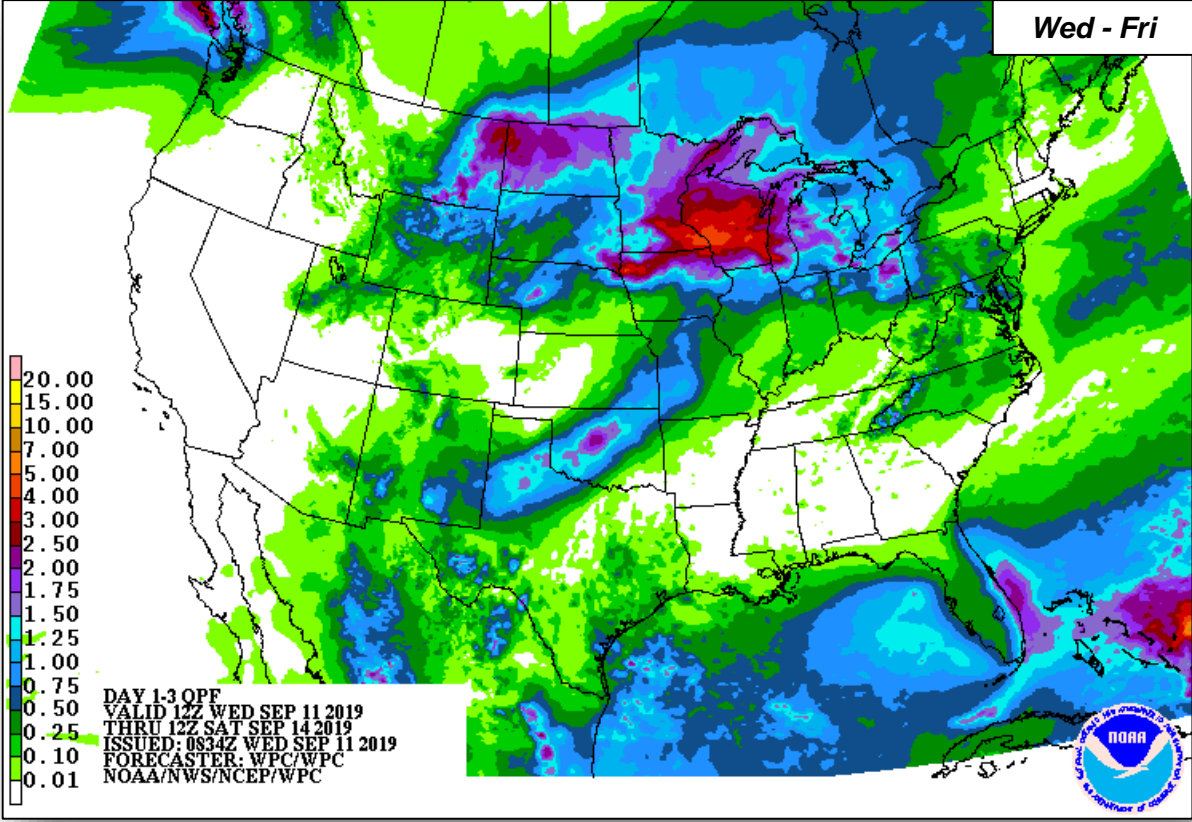 Wed - Fri
20.00
15.00
10.00
7.00
5.00
4.00
3.00
2.50
2.00
1.75
1.50
1.25
1.00
0.75
0.50
0.25
0.10
0.01
DAY 1-3 QPF
VALID 12Z WED SEP 11 2019
THRU 12Z SAT SEP 14 2019
ISSUED: 0834Z WED SEP 11 2019
FORECASTER: WPC/WPC
NOAA/NWS/NCEP/WPC
NOAA